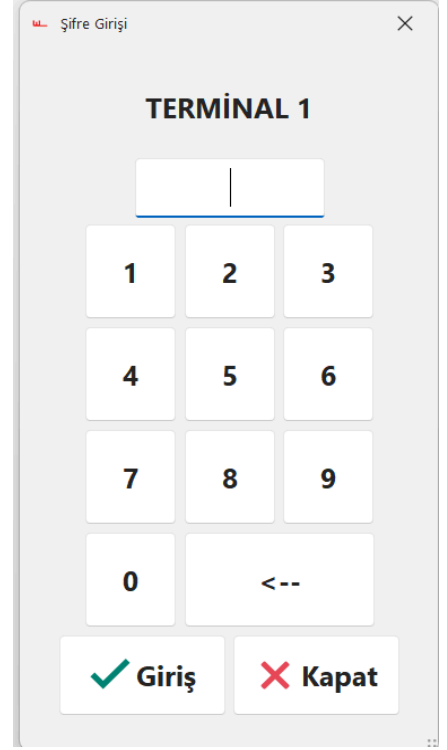 Şifre Girişi
TERMİNAL 1
1 2 3
4 5 6
7 8 9
0 <--
Giriş Kapat